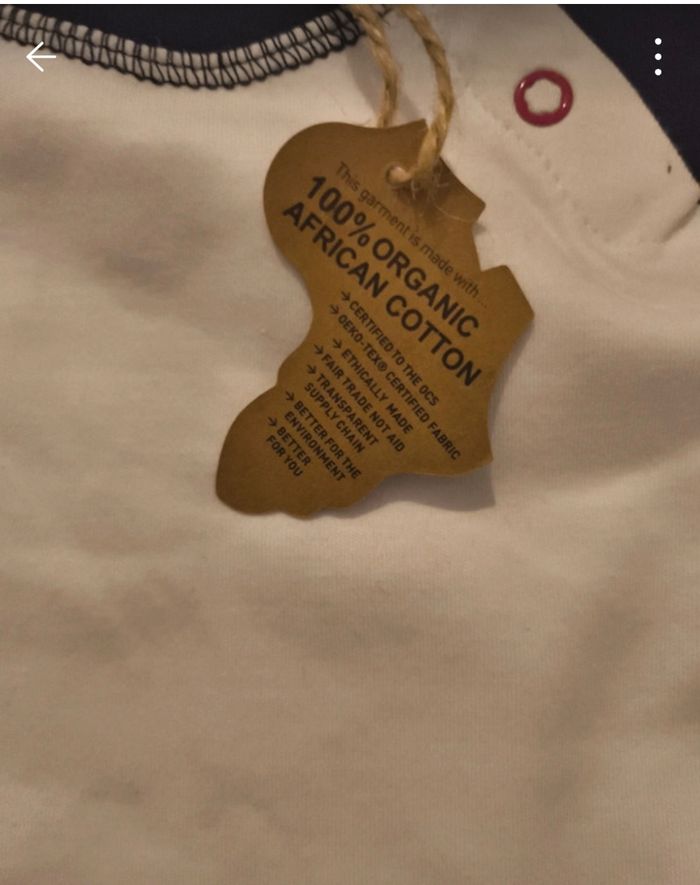 This garment is made with...
100% ORGANIC
AFRICAN COTTON
→ CERTIFIED TO THE OCS
→ OEKO-TEX® CERTIFIED FABRIC
→ ETHICALLY MADE
→ FAIR TRADE NOT AID
→ TRANSPARENT
SUPPLY CHAIN
→ BETTER FOR THE
ENVIRONMENT
→ BETTER
FOR YOU